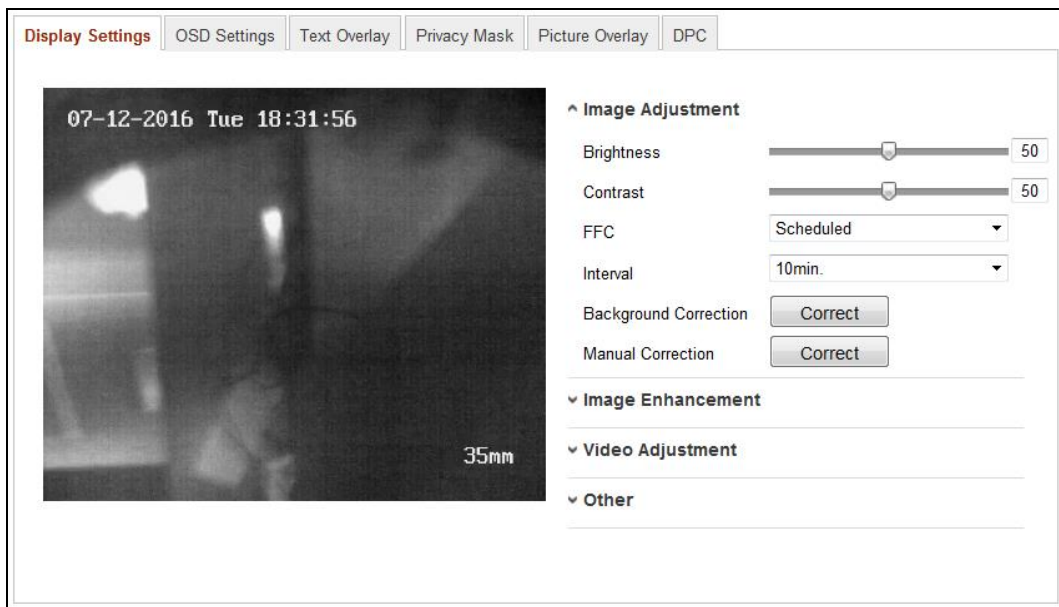 Display Settings OSD Settings Text Overlay Privacy Mask Picture Overlay DPC
07-12-2016 Tue 18:31:56
35mm
Image Adjustment
Brightness 50
Contrast 50
FFC Scheduled
Interval 10min.
Background Correction Correct
Manual Correction Correct
Image Enhancement
Video Adjustment
Other